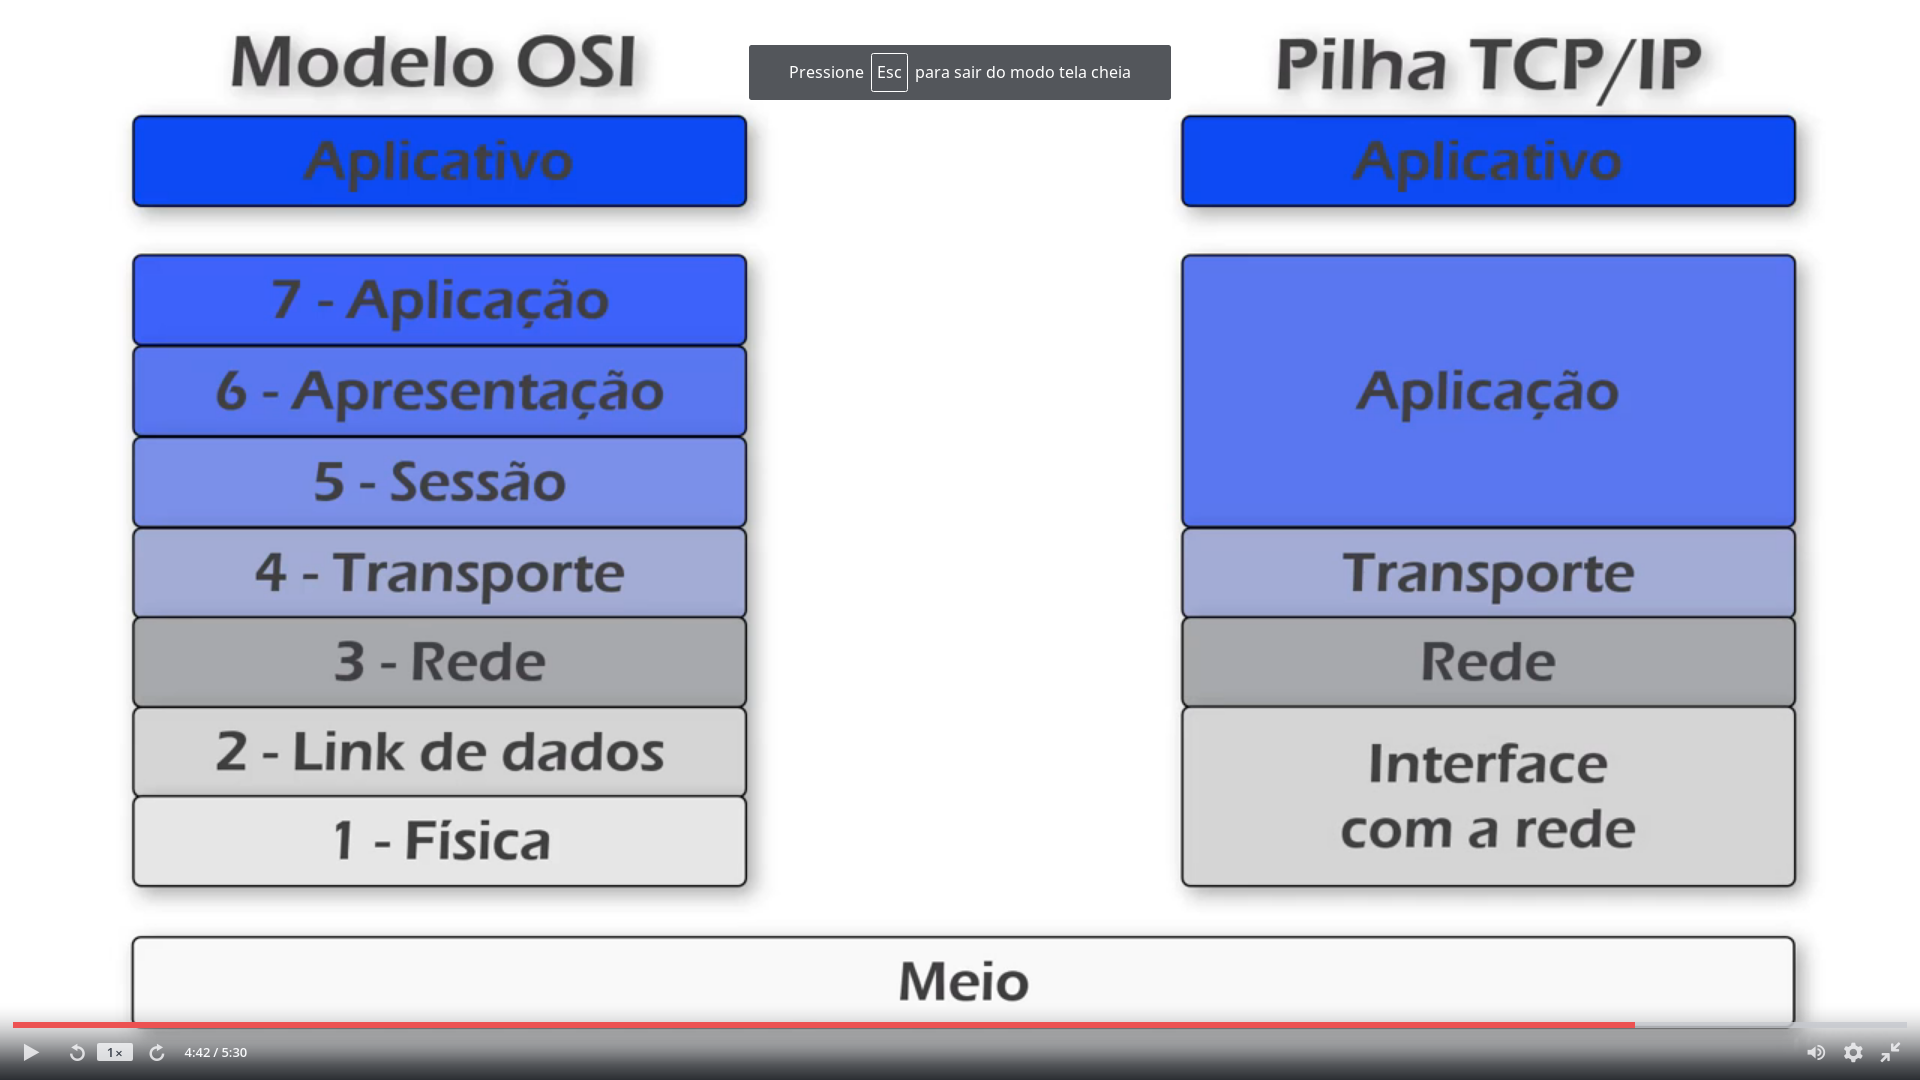 Modelo OSI
Pressione Esc para sair do modo tela cheia
Pilha TCP/IP
Aplicativo
Aplicativo
7 - Aplicação
6 - Apresentação
5 - Sessão
4 - Transporte
3 - Rede
2 - Link de dados
1 - Física
Aplicação
Transporte
Rede
Interface
com a rede
Meio
1×
4:42 / 5:30